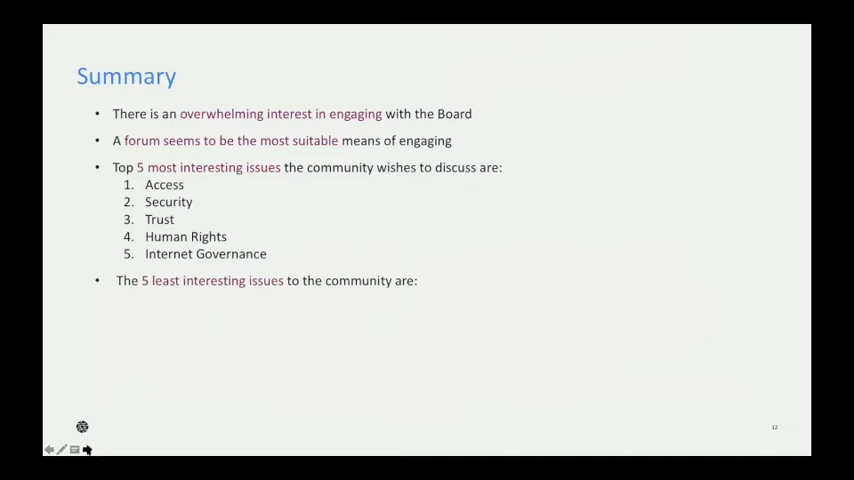 Summary
• There is an overwhelming interest in engaging with the Board
• A forum seems to be the most suitable means of engaging
• Top 5 most interesting issues the community wishes to discuss are:
1. Access
2. Security
3. Trust
4. Human Rights
5. Internet Governance
• The 5 least interesting issues to the community are:
12